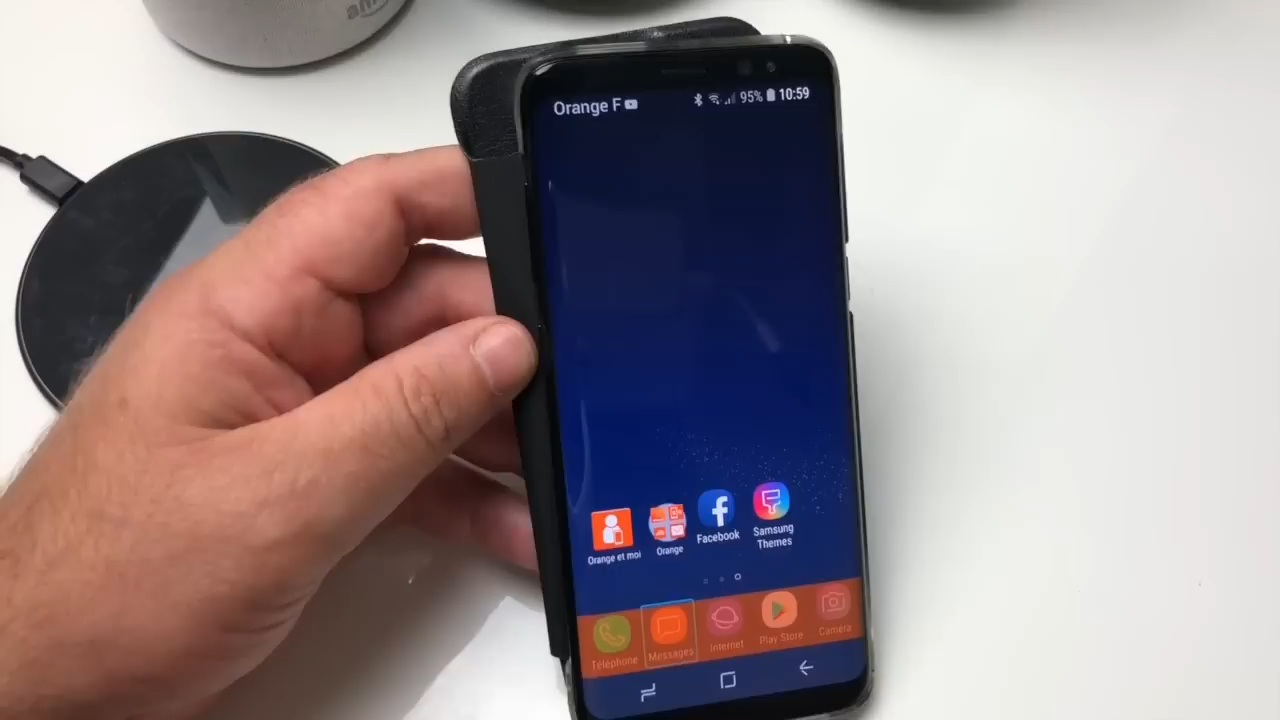 Orange F 95% 10:59
Orange et moi
Orange
Facebook
Samsung
Themes
Téléphone
Messages
Internet
Play Store
Caméra